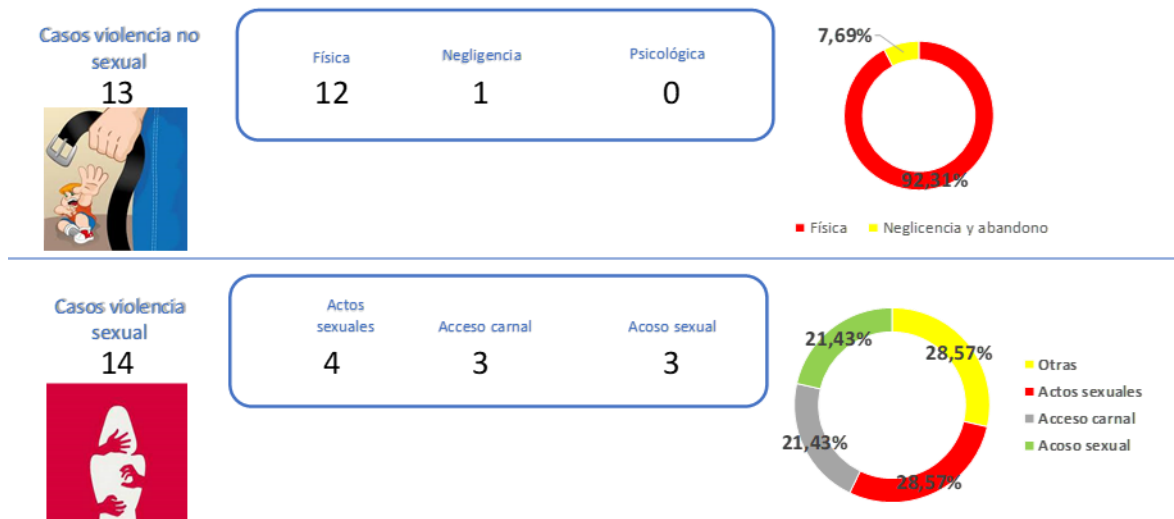 Casos violencia no
sexual
13
Física
Negligencia
Psicológica
12
1
0
7,69%
92,31%
Física
Neglicencia y abandono
Casos violencia
sexual
14
Actos
sexuales
Acceso carnal
Acoso sexual
4
3
3
21,43%
28,57%
21,43%
28,57%
Otras
Actos sexuales
Acceso carnal
Acoso sexual